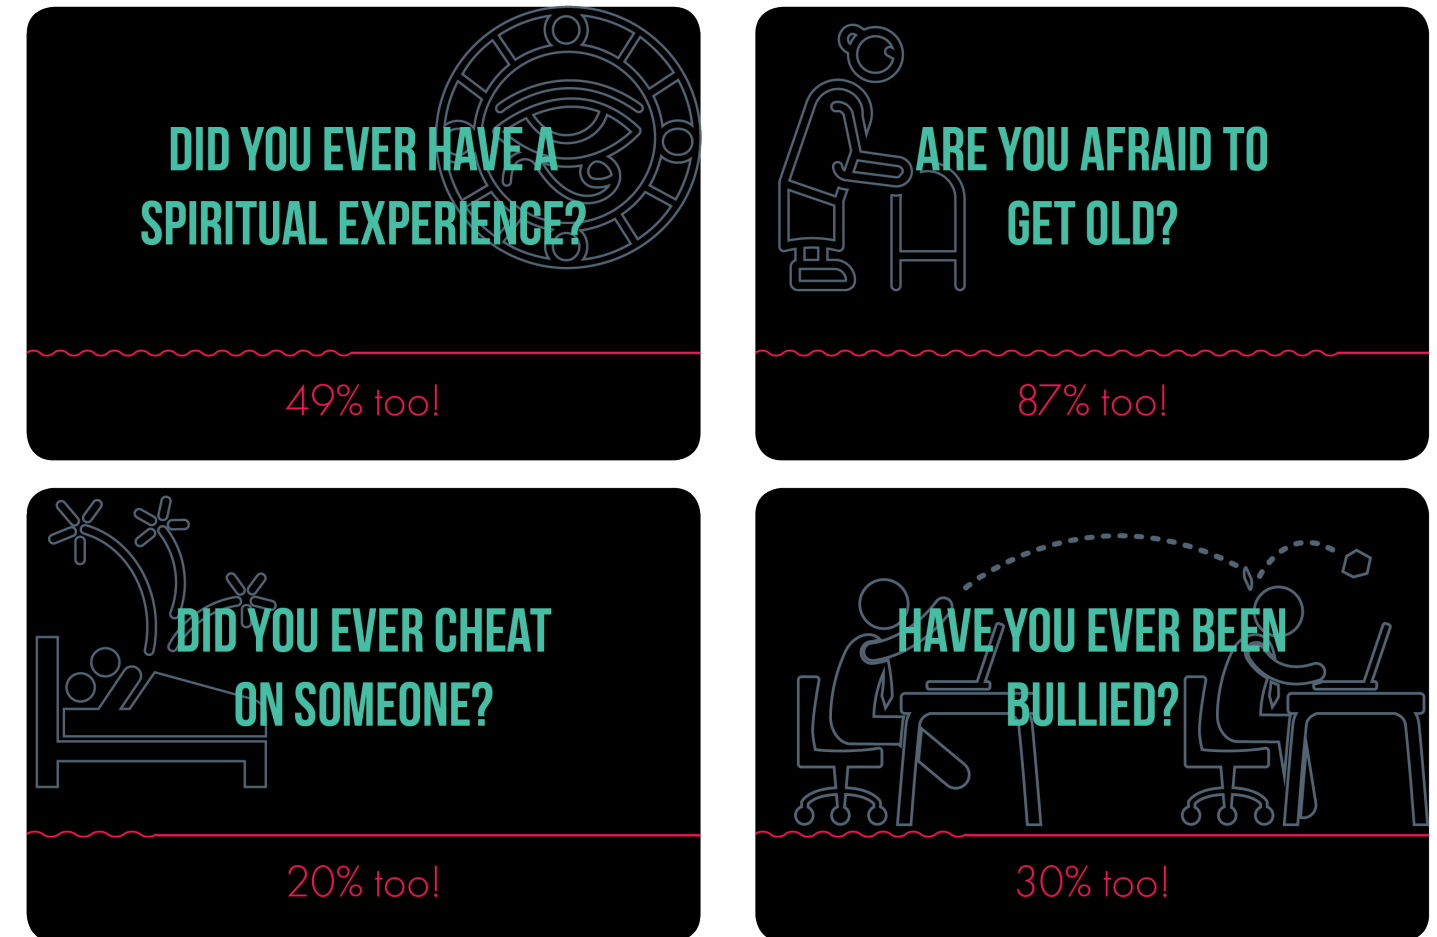 DID YOU EVER HAVE A
SPIRITUAL EXPERIENCE?
49% too!
ARE YOU AFRAID TO
GET OLD?
87% too!
DID YOU EVER CHEAT
ON SOMEONE?
20% too!
HAVE YOU EVER BEEN
BULLIED?
30% too!